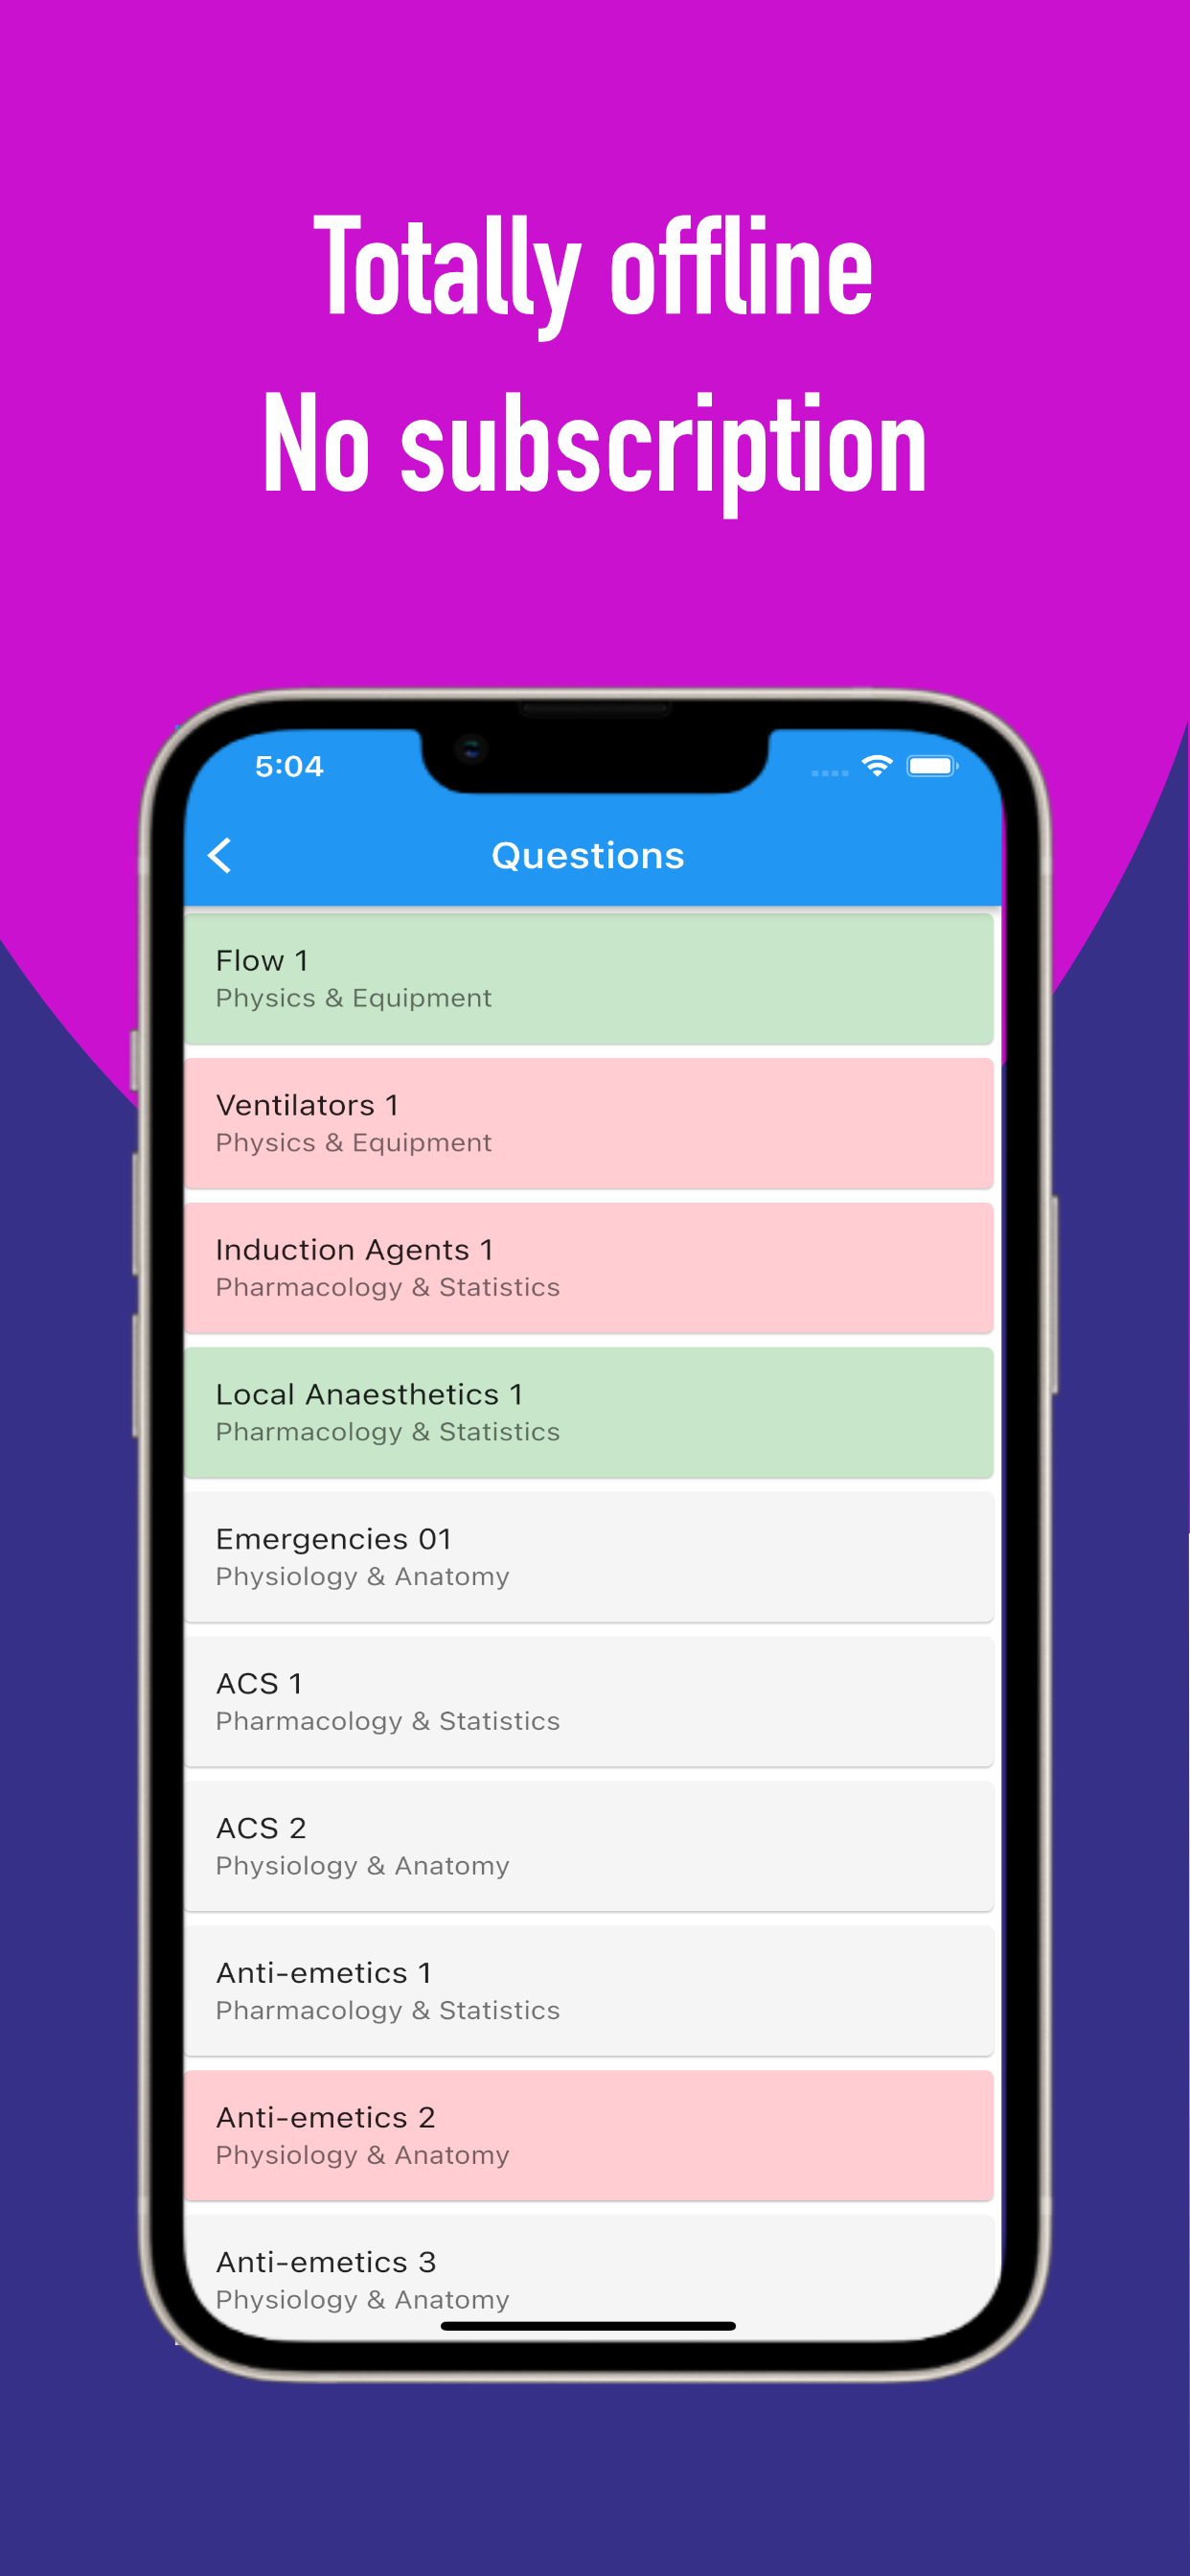 Totally offline
No subscription
5:04
Questions
Flow 1
Physics & Equipment
Ventilators 1
Physics & Equipment
Induction Agents 1
Pharmacology & Statistics
Local Anaesthetics 1
Pharmacology & Statistics
Emergencies 01
Physiology & Anatomy
ACS 1
Pharmacology & Statistics
ACS 2
Physiology & Anatomy
Anti-emetics 1
Pharmacology & Statistics
Anti-emetics 2
Physiology & Anatomy
Anti-emetics 3
Physiology & Anatomy